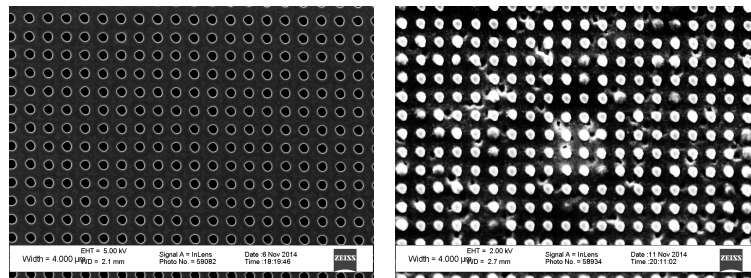 EHT = 5.00 kV
Signal A = InLens
Date :6 Nov 2014
Width = 4.000 µm
WD = 2.1 mm
Photo No. = 59082
Time :18:19:46
ZEISS
EHT = 2.00 kV
Signal A = InLens
Date :11 Nov 2014
Width = 4.000 µm
WD = 2.7 mm
Photo No. = 58934
Time :20:11:02
ZEISS